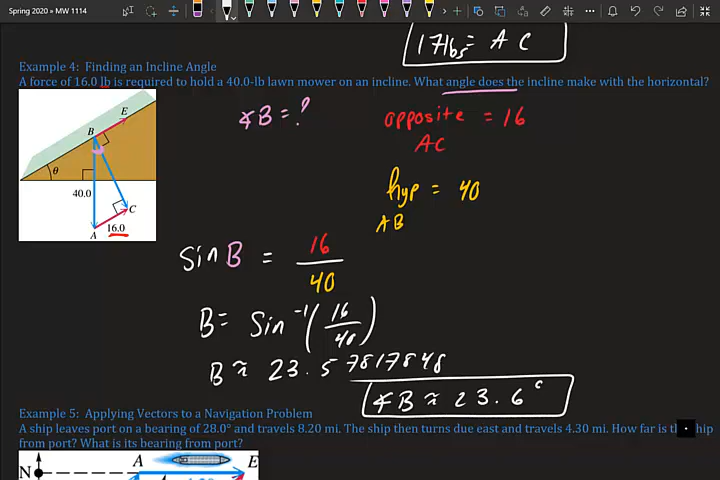 Spring 2020 » MW 1114
17lbs = AC
Example 4: Finding an Incline Angle
A force of 16.0 lb is required to hold a 40.0-lb lawn mower on an incline. What angle does the incline make with the horizontal?
E
B
θ
40.0
C
A
16.0
∢B = ?
opposite = 16
AC
hyp = 40
AB
sin B = 16/40
B = Sin⁻¹(16/40)
B ≈ 23.57817848
∢B ≈ 23.6°
Example 5: Applying Vectors to a Navigation Problem
A ship leaves port on a bearing of 28.0° and travels 8.20 mi. The ship then turns due east and travels 4.30 mi. How far is the ship
from port? What is its bearing from port?
N
A
E